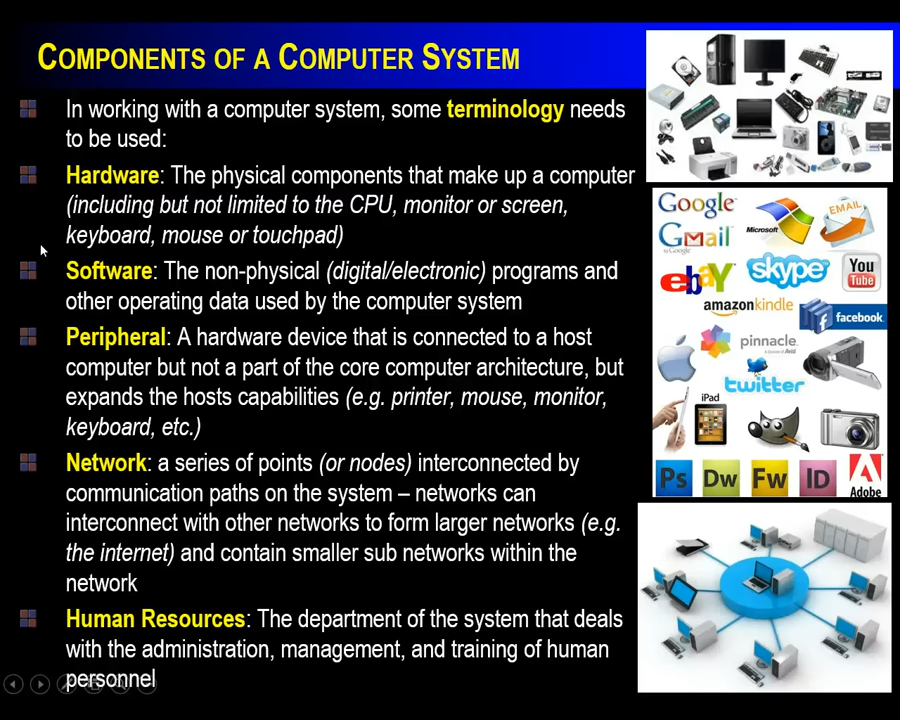 COMPONENTS OF A COMPUTER SYSTEM
In working with a computer system, some terminology needs
to be used:
Hardware: The physical components that make up a computer
(including but not limited to the CPU, monitor or screen,
keyboard, mouse or touchpad)
Software: The non-physical (digital/electronic) programs and
other operating data used by the computer system
Peripheral: A hardware device that is connected to a host
computer but not a part of the core computer architecture, but
expands the hosts capabilities (e.g. printer, mouse, monitor,
keyboard, etc.)
Network: a series of points (or nodes) interconnected by
communication paths on the system – networks can
interconnect with other networks to form larger networks (e.g.
the internet) and contain smaller sub networks within the
network
Human Resources: The department of the system that deals
with the administration, management, and training of human
personnel
Google
Microsoft
EMAIL
Gmail
by Google
ebay
skype
You
Tube
amazonkindle
facebook
pinnacle
twitter
iPad
Ps
Dw
Fw
ID
Adobe